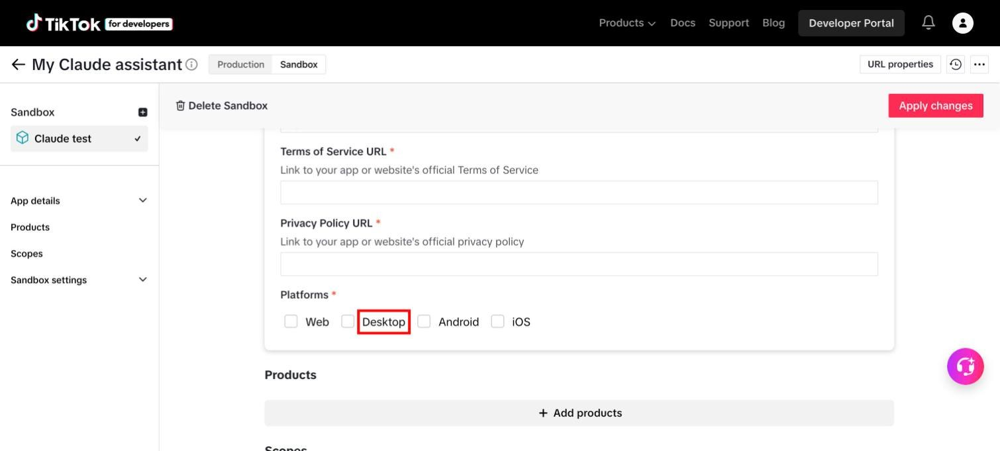 TikTok for developers
Products Docs Support Blog Developer Portal
My Claude assistant Production Sandbox URL properties
Sandbox
Claude test
App details
Products
Scopes
Sandbox settings
Delete Sandbox Apply changes
Terms of Service URL *
Link to your app or website's official Terms of Service
Privacy Policy URL *
Link to your app or website's official privacy policy
Platforms *
Web Desktop Android iOS
Products
+ Add products
Scopes